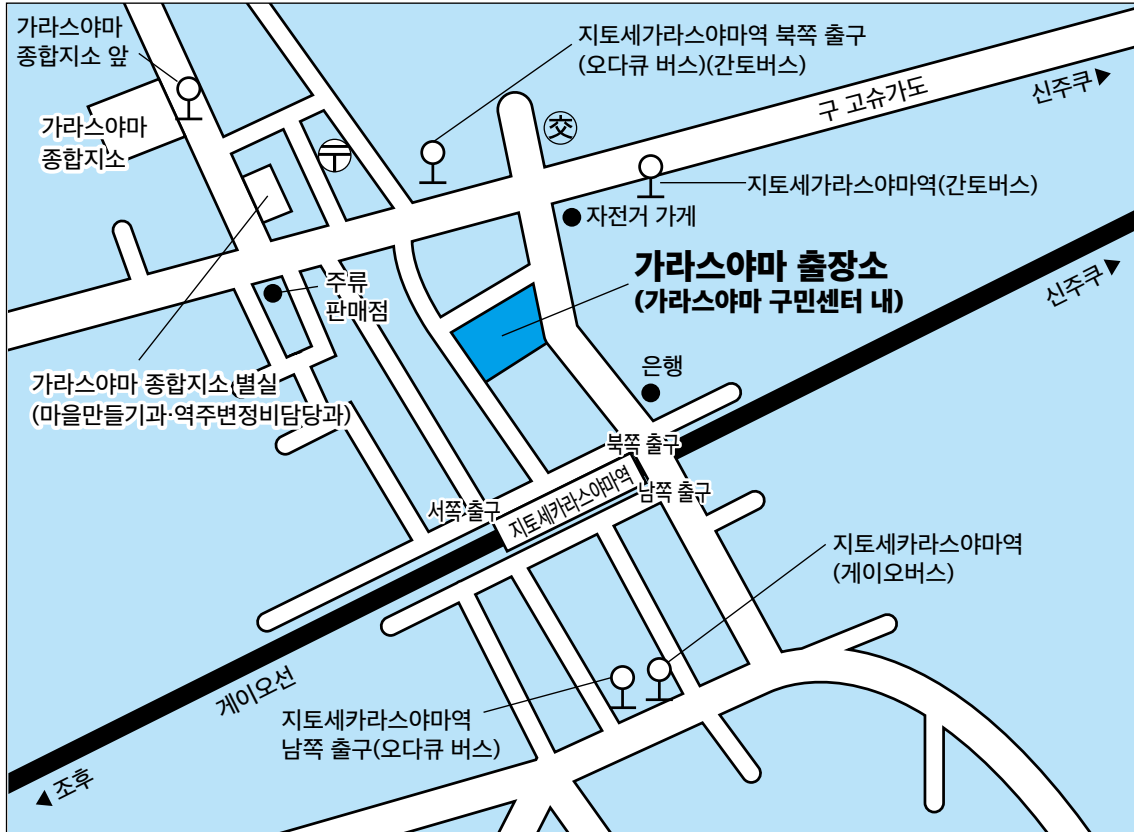 가라스야마
종합지소 앞
지토세가라스야마역 북쪽 출구
(오다큐 버스)(간토버스)
구 고슈가도
신주쿠
가라스야마
종합지소
交
지토세가라스야마역(간토버스)
자전거 가게
가라스야마 출장소
(가라스야마 구민센터 내)
신주쿠
주류
판매점
은행
가라스야마 종합지소 별실
(마을만들기과·역주변정비담당과)
북쪽 출구
서쪽 출구
지토세카라스야마역
남쪽 출구
지토세카라스야마역
(게이오버스)
게이오선
지토세카라스야마역
남쪽 출구(오다큐 버스)
조후